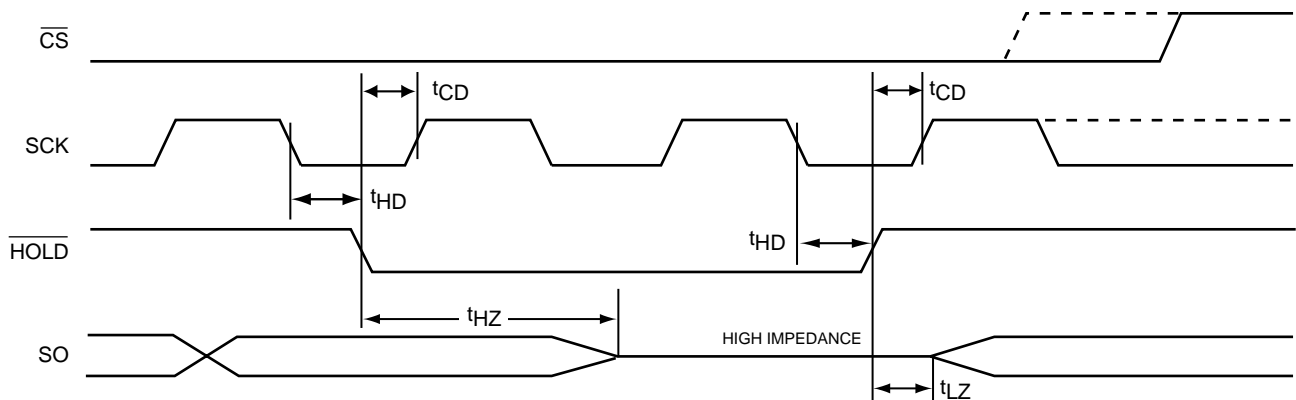 CS
tCD
tCD
SCK
tHD
HOLD
tHD
tHZ
HIGH IMPEDANCE
SO
tLZ